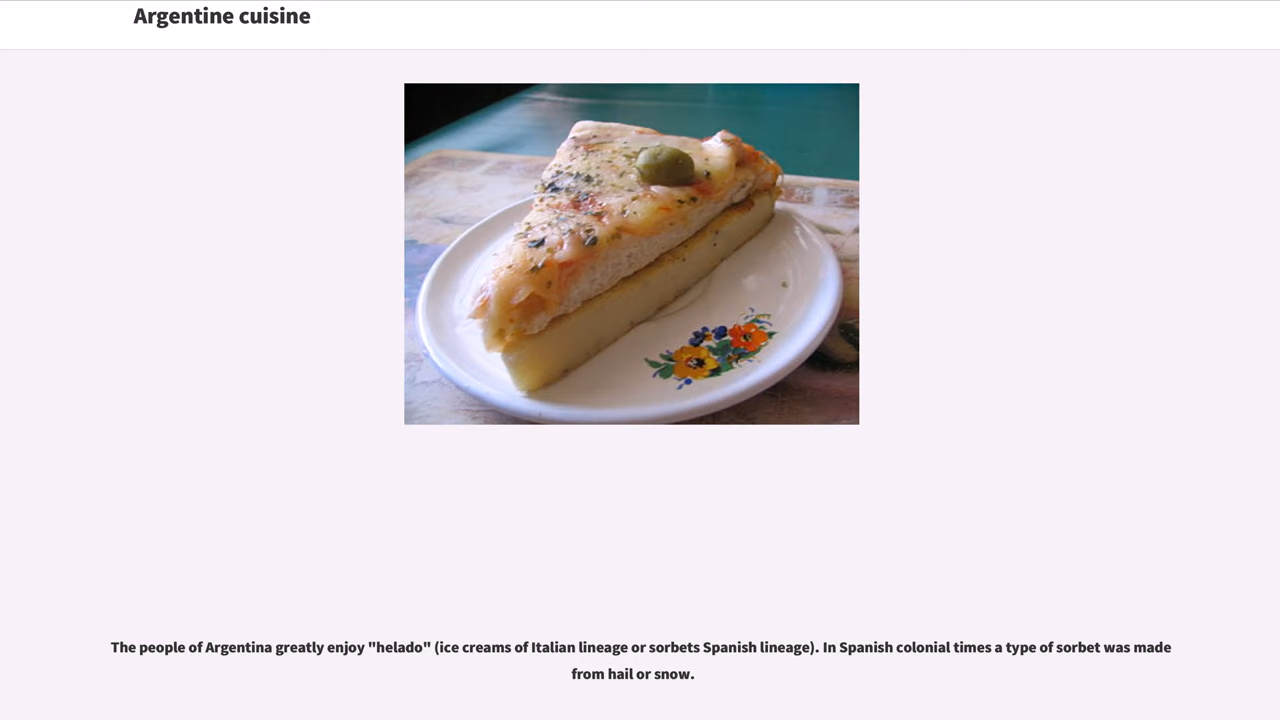 Argentine cuisine
The people of Argentina greatly enjoy "helado" (ice creams of Italian lineage or sorbets Spanish lineage). In Spanish colonial times a type of sorbet was made
from hail or snow.